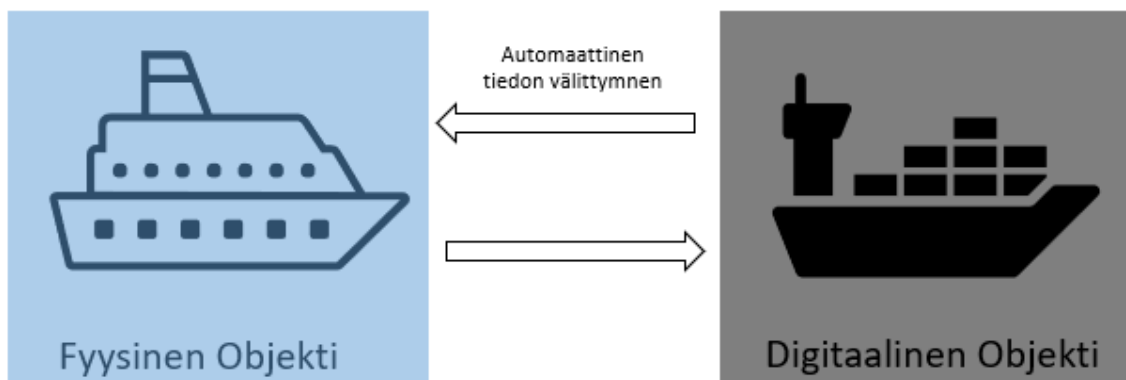 Automaattinen
tiedon välittymnen
Fyysinen Objekti
Digitaalinen Objekti